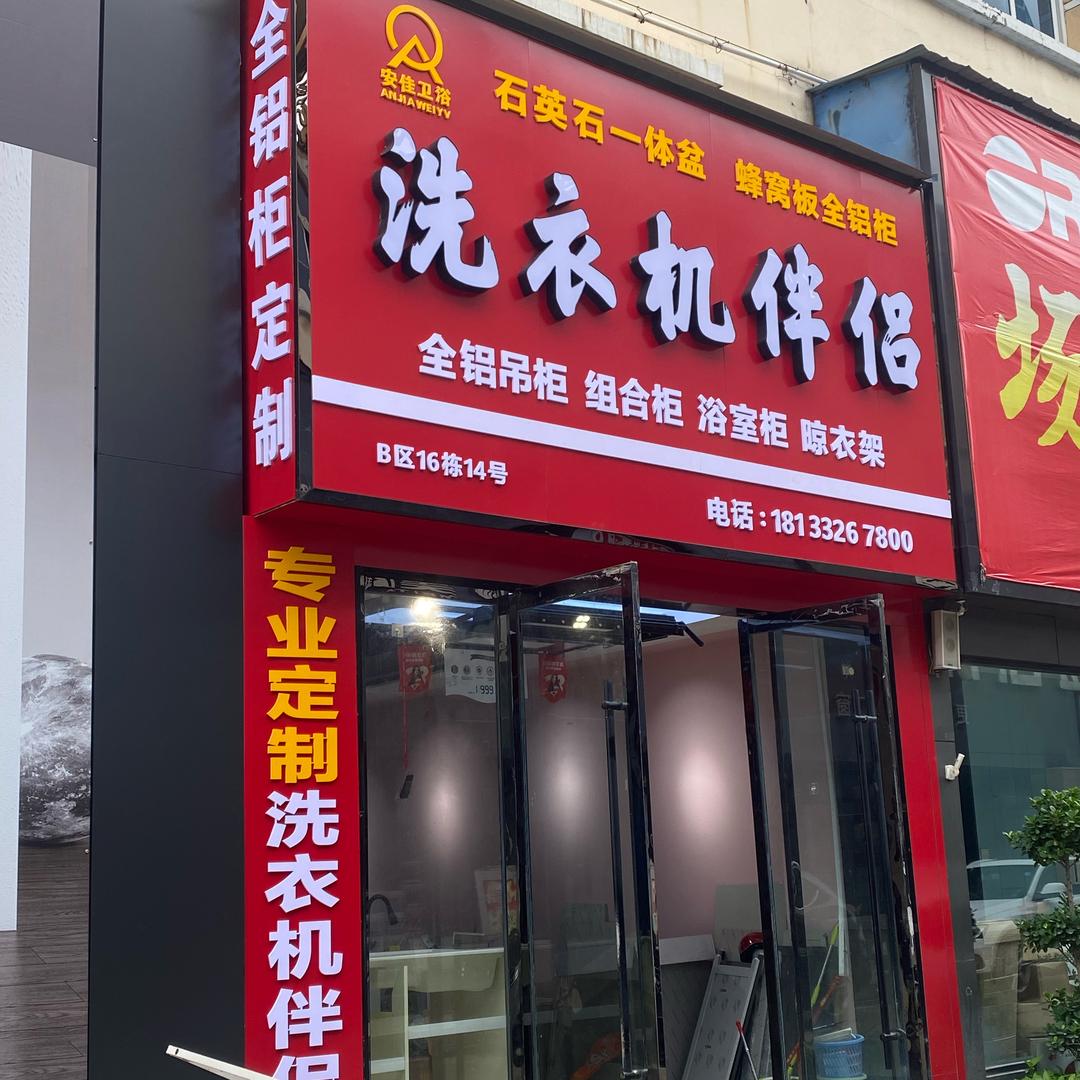 全铝柜定制
安佳卫浴
ANJIAWEIYV
石英石一体盆 蜂窝板全铝柜
洗衣机伴侣
全铝吊柜 组合柜 浴室柜 晾衣架
B区16栋14号
电话:181 3326 7800
专业定制洗衣机伴侣
1999
场